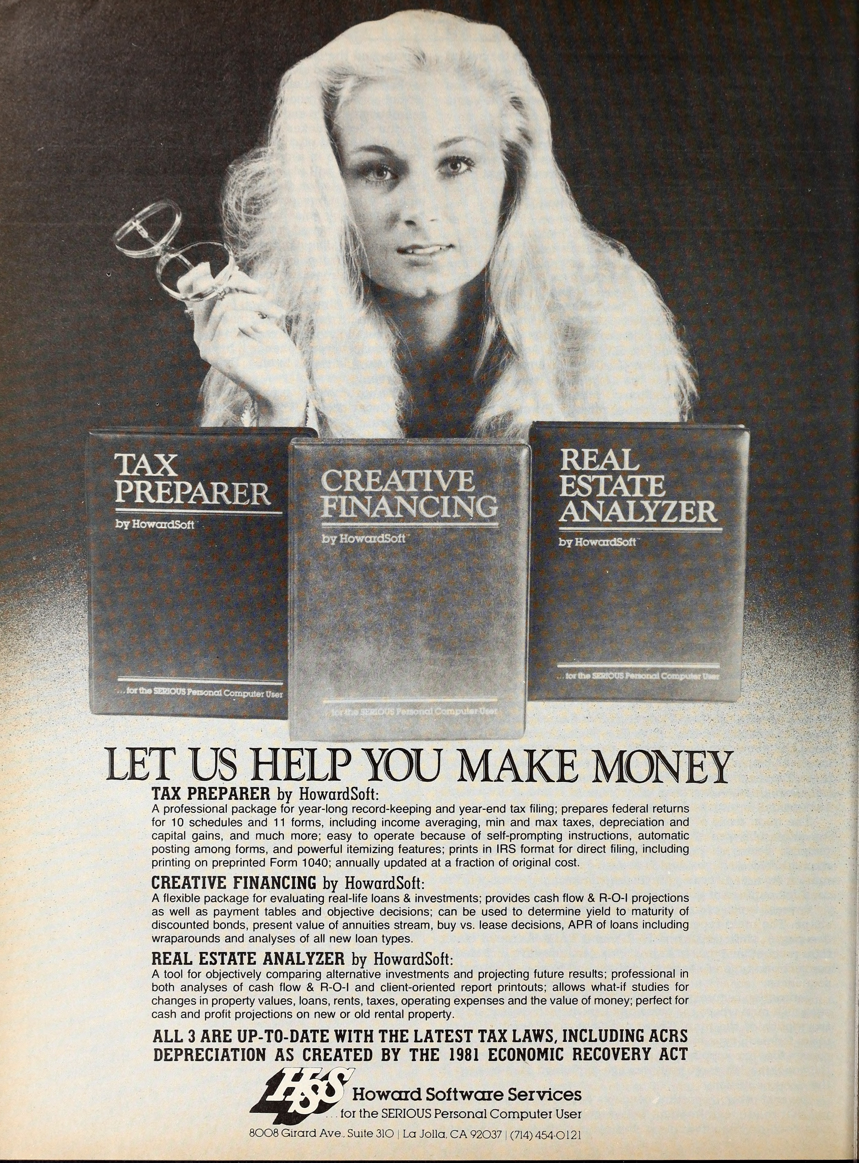 TAX
PREPARER
by HowardSoft™
... for the SERIOUS Personal Computer User
CREATIVE
FINANCING
by HowardSoft™
... for the SERIOUS Personal Computer User
REAL
ESTATE
ANALYZER
by HowardSoft™
... for the SERIOUS Personal Computer User
LET US HELP YOU MAKE MONEY
TAX PREPARER by HowardSoft:
A professional package for year-long record-keeping and year-end tax filing; prepares federal returns
for 10 schedules and 11 forms, including income averaging, min and max taxes, depreciation and
capital gains, and much more; easy to operate because of self-prompting instructions, automatic
posting among forms, and powerful itemizing features; prints in IRS format for direct filing, including
printing on preprinted Form 1040; annually updated at a fraction of original cost.
CREATIVE FINANCING by HowardSoft:
A flexible package for evaluating real-life loans & investments; provides cash flow & R-O-I projections
as well as payment tables and objective decisions; can be used to determine yield to maturity of
discounted bonds, present value of annuities stream, buy vs. lease decisions, APR of loans including
wraparounds and analyses of all new loan types.
REAL ESTATE ANALYZER by HowardSoft:
A tool for objectively comparing alternative investments and projecting future results; professional in
both analyses of cash flow & R-O-I and client-oriented report printouts; allows what-if studies for
changes in property values, loans, rents, taxes, operating expenses and the value of money; perfect for
cash and profit projections on new or old rental property.
ALL 3 ARE UP-TO-DATE WITH THE LATEST TAX LAWS, INCLUDING ACRS
DEPRECIATION AS CREATED BY THE 1981 ECONOMIC RECOVERY ACT
HSS Howard Software Services
... for the SERIOUS Personal Computer User
8008 Girard Ave., Suite 310 | La Jolla, CA 92037 | (714) 454-0121